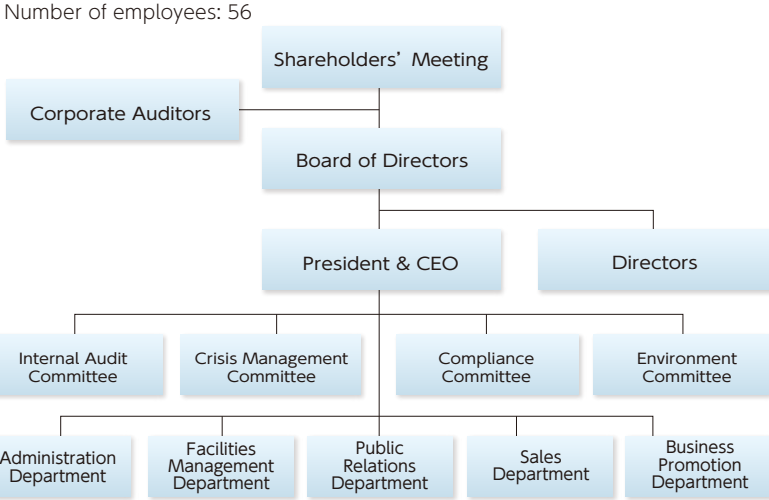 Number of employees: 56
Shareholders' Meeting
Corporate Auditors
Board of Directors
President & CEO
Directors
Internal Audit
Committee
Crisis Management
Committee
Compliance
Committee
Environment
Committee
Administration
Department
Facilities
Management
Department
Public
Relations
Department
Sales
Department
Business
Promotion
Department